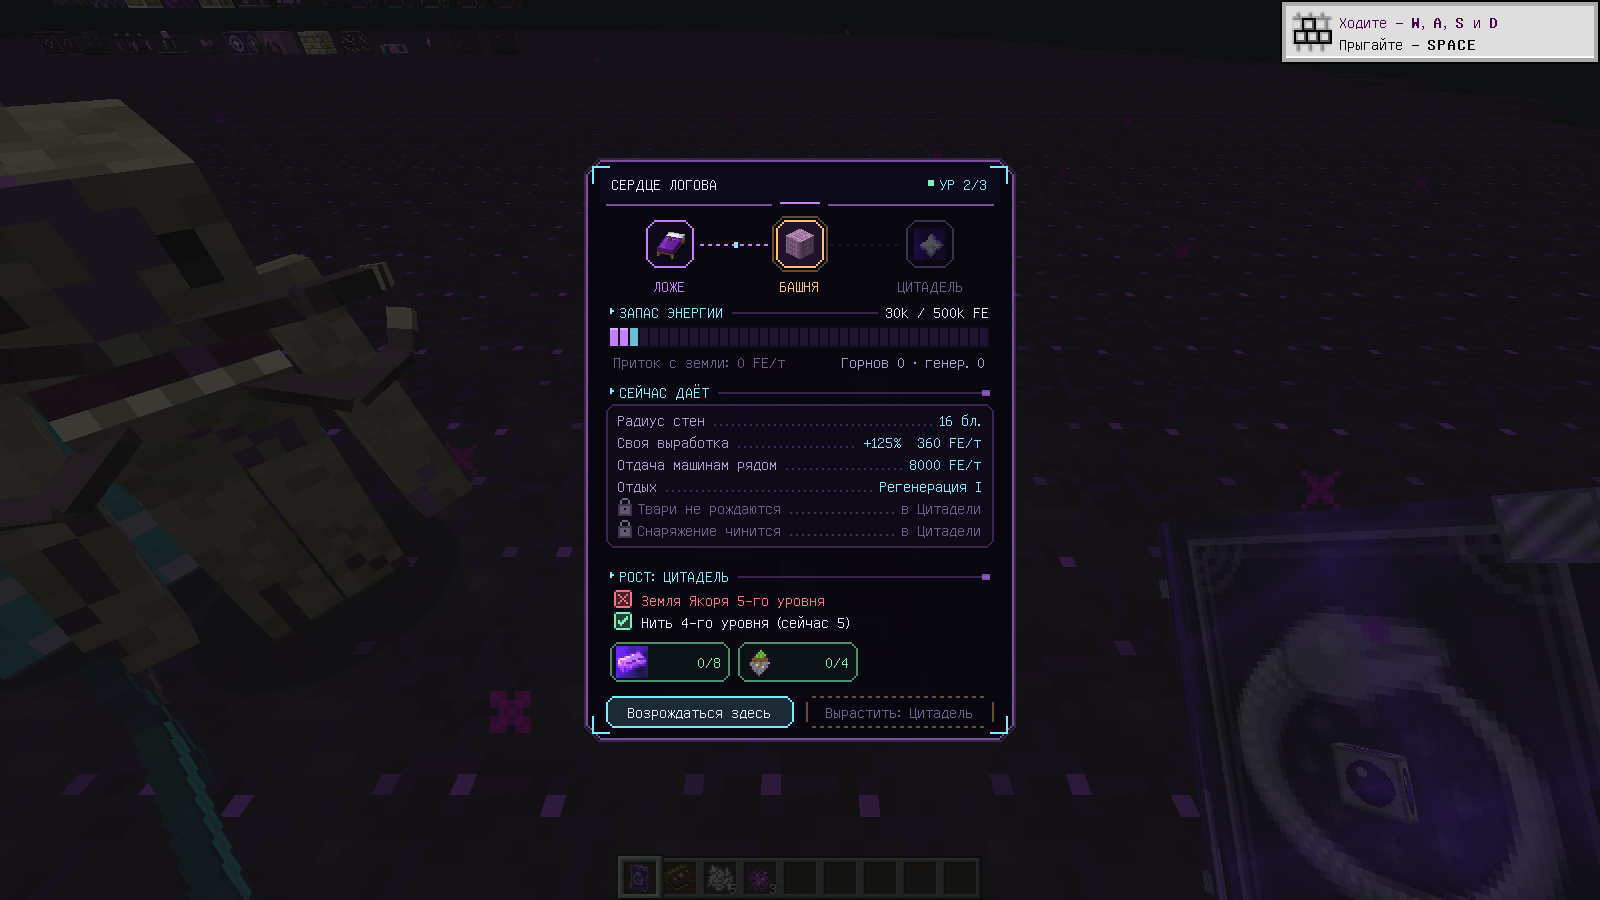 Ходите – W, A, S и D
Прыгайте – SPACE
СЕРДЦЕ ЛОГОВА
УР 2/3
ЛОЖЕ
БАШНЯ
ЦИТАДЕЛЬ
ЗАПАС ЭНЕРГИИ
30k / 500k FE
Приток с земли: 0 FE/т
Горнов 0 · генер. 0
СЕЙЧАС ДАЁТ
Радиус стен 16 бл.
Своя выработка +125% 360 FE/т
Отдача машинам рядом 8000 FE/т
Отдых Регенерация I
Твари не рождаются в Цитадели
Снаряжение чинится в Цитадели
РОСТ: ЦИТАДЕЛЬ
Земля Якоря 5-го уровня
Нить 4-го уровня (сейчас 5)
0/8
0/4
Возрождаться здесь
Вырастить: Цитадель
5
3